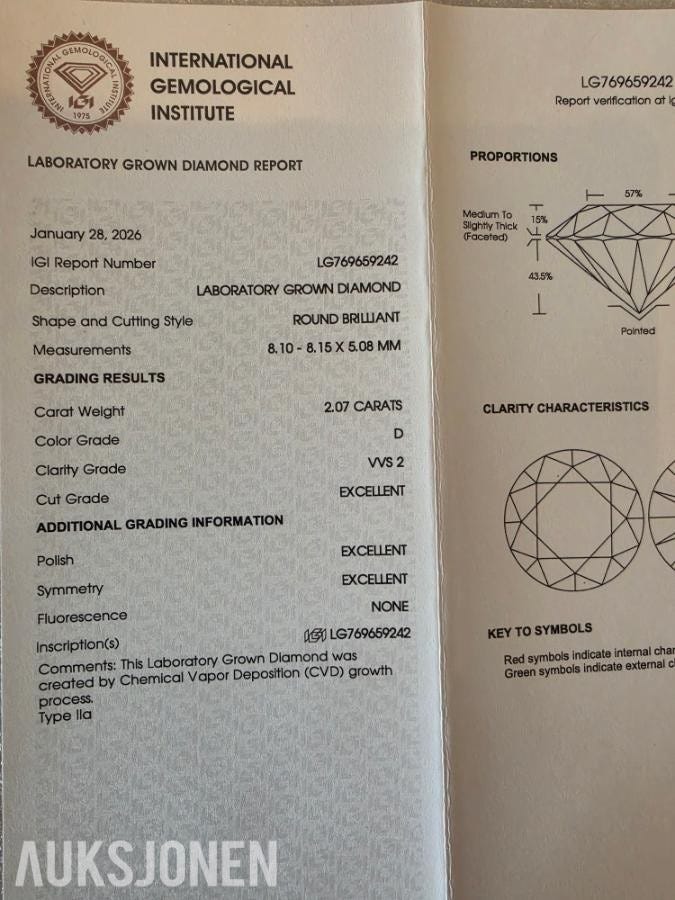 INTERNATIONAL GEMOLOGICAL INSTITUTE
IGI
1975
INTERNATIONAL
GEMOLOGICAL
INSTITUTE
LABORATORY GROWN DIAMOND REPORT
January 28, 2026
IGI Report Number LG769659242
Description LABORATORY GROWN DIAMOND
Shape and Cutting Style ROUND BRILLIANT
Measurements 8.10 - 8.15 X 5.08 MM
GRADING RESULTS
Carat Weight 2.07 CARATS
Color Grade D
Clarity Grade VVS 2
Cut Grade EXCELLENT
ADDITIONAL GRADING INFORMATION
Polish EXCELLENT
Symmetry EXCELLENT
Fluorescence NONE
Inscription(s) IGI LG769659242
Comments: This Laboratory Grown Diamond was
created by Chemical Vapor Deposition (CVD) growth
process.
Type IIa
LG769659242
Report verification at
PROPORTIONS
57%
Medium To
Slightly Thick
(Faceted)
15%
43.5%
Pointed
CLARITY CHARACTERISTICS
KEY TO SYMBOLS
Red symbols indicate internal
Green symbols indicate external
AUKSJONEN